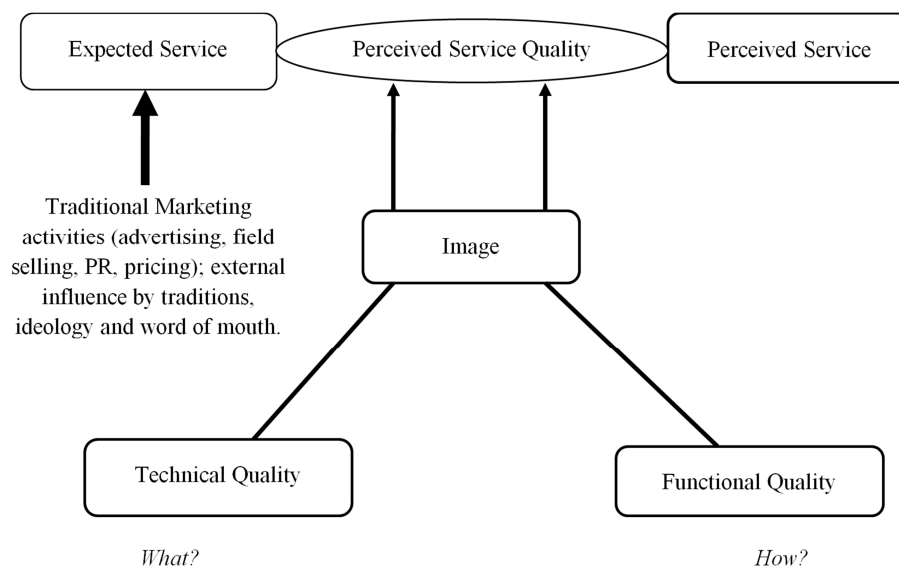 Expected Service
Perceived Service Quality
Perceived Service
Traditional Marketing
activities (advertising, field
selling, PR, pricing); external
influence by traditions,
ideology and word of mouth.
Image
Technical Quality
Functional Quality
What?
How?